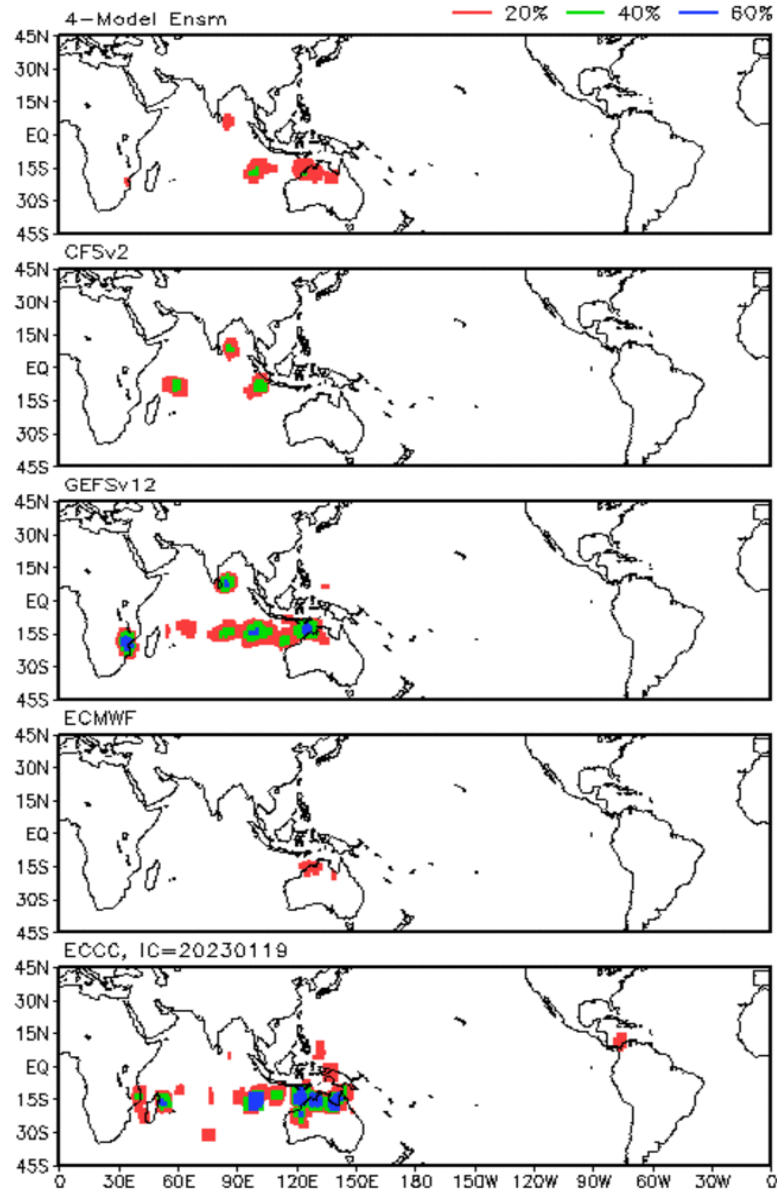 4-Model Ensm 20% 40% 60%
45N
30N
15N
EQ
15S
30S
45S
CFSv2
45N
30N
15N
EQ
15S
30S
45S
GEFSv12
45N
30N
15N
EQ
15S
30S
45S
ECMWF
45N
30N
15N
EQ
15S
30S
45S
ECCC, IC=20230119
45N
30N
15N
EQ
15S
30S
45S
0 30E 60E 90E 120E 150E 180 150W 120W 90W 60W 30W 0